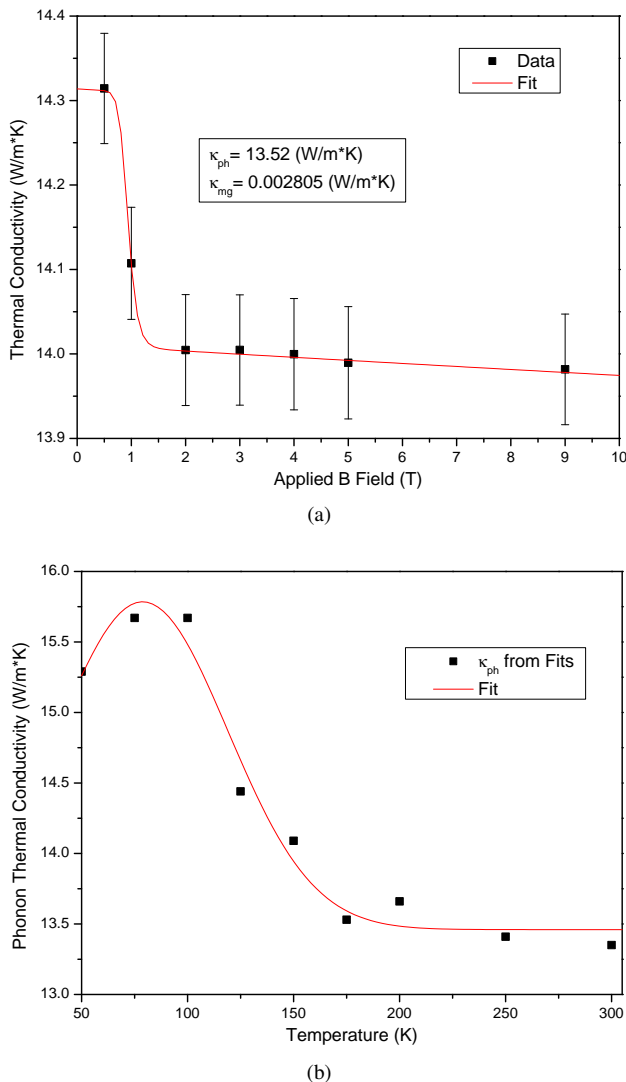 14.4
14.3
14.2
14.1
14.0
13.9
Thermal Conductivity (W/m*K)
Data
Fit
κph= 13.52 (W/m*K)
κmg= 0.002805 (W/m*K)
0 1 2 3 4 5 6 7 8 9 10
Applied B Field (T)
(a)
16.0
15.5
15.0
14.5
14.0
13.5
13.0
Phonon Thermal Conductivity (W/m*K)
κph from Fits
Fit
50 100 150 200 250 300
Temperature (K)
(b)